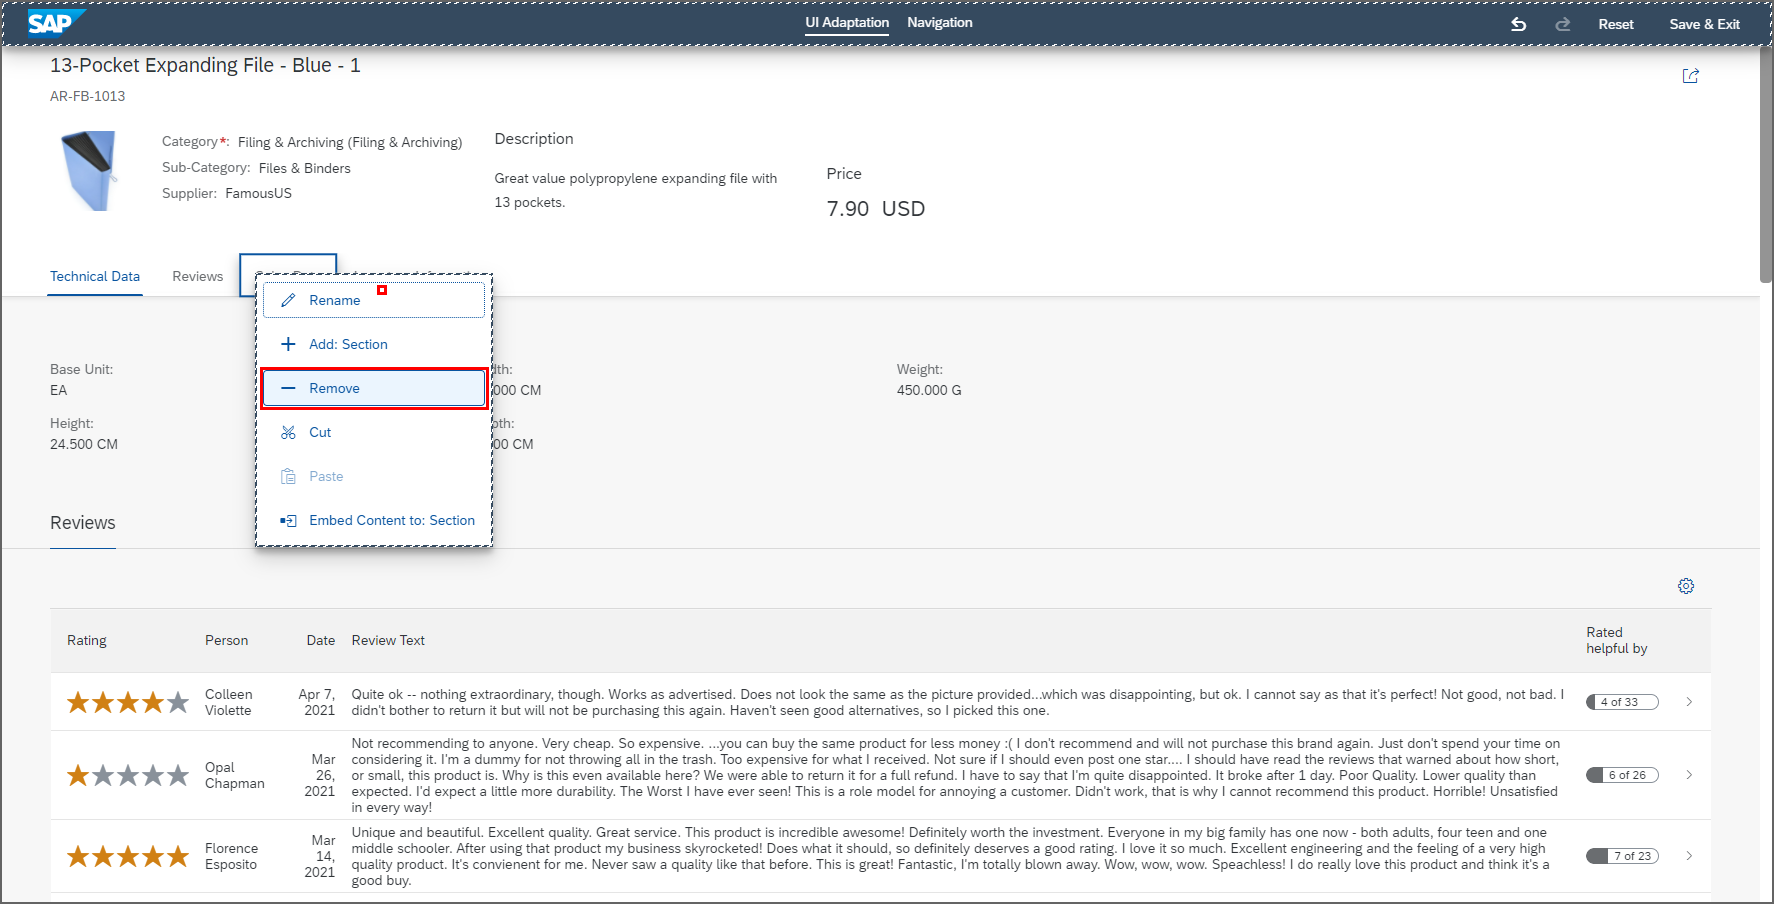 SAP
UI Adaptation Navigation
Reset Save & Exit
13-Pocket Expanding File - Blue - 1
AR-FB-1013
Category*: Filing & Archiving (Filing & Archiving)
Sub-Category: Files & Binders
Supplier: FamousUS
Description
Great value polypropylene expanding file with
13 pockets.
Price
7.90 USD
Technical Data Reviews
Rename
Add: Section
Remove
Cut
Paste
Embed Content to: Section
Base Unit:
EA
Height:
24.500 CM
dth:
000 CM
pth:
00 CM
Weight:
450.000 G
Reviews
Rating Person Date Review Text Rated
helpful by
Colleen
Violette
Apr 7,
2021
Quite ok -- nothing extraordinary, though. Works as advertised. Does not look the same as the picture provided...which was disappointing, but ok. I cannot say as that it's perfect! Not good, not bad. I
didn't bother to return it but will not be purchasing this again. Haven't seen good alternatives, so I picked this one.
4 of 33
Opal
Chapman
Mar
26,
2021
Not recommending to anyone. Very cheap. So expensive. ...you can buy the same product for less money :( I don't recommend and will not purchase this brand again. Just don't spend your time on
considering it. I'm a dummy for not throwing all in the trash. Too expensive for what I received. Not sure if I should even post one star.... I should have read the reviews that warned about how short,
or small, this product is. Why is this even available here? We were able to return it for a full refund. I have to say that I'm quite disappointed. It broke after 1 day. Poor Quality. Lower quality than
expected. I'd expect a little more durability. The Worst I have ever seen! This is a role model for annoying a customer. Didn't work, that is why I cannot recommend this product. Horrible! Unsatisfied
in every way!
6 of 26
Florence
Esposito
Mar
14,
2021
Unique and beautiful. Excellent quality. Great service. This product is incredible awesome! Definitely worth the investment. Everyone in my big family has one now - both adults, four teen and one
middle schooler. After using that product my business skyrocketed! Does what it should, so definitely deserves a good rating. I love it so much. Excellent engineering and the feeling of a very high
quality product. It's convienent for me. Never saw a quality like that before. This is great! Fantastic, I'm totally blown away. Wow, wow, wow. Speachless! I do really love this product and think it's a
good buy.
7 of 23